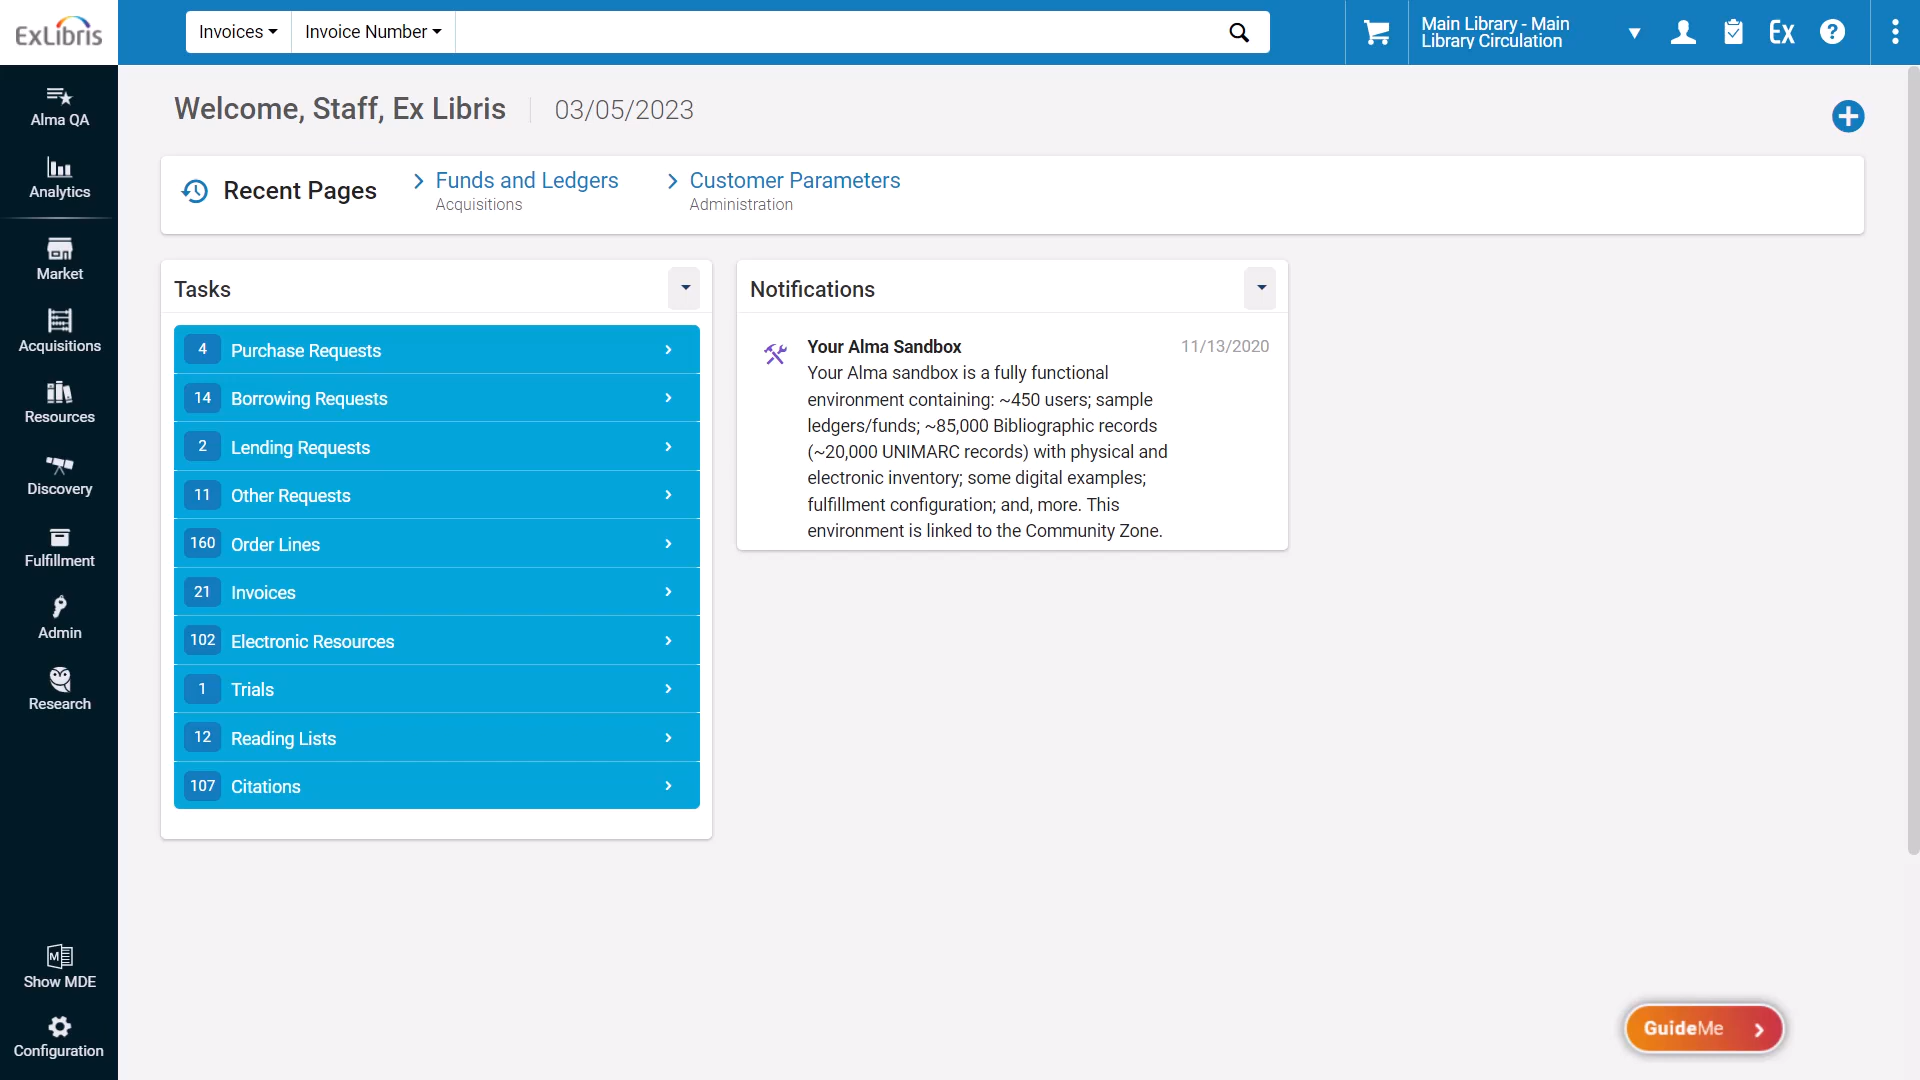 ExLibris
Invoices
Invoice Number
Main Library - Main
Library Circulation
Ex
?
Alma QA
Analytics
Market
Acquisitions
Resources
Discovery
Fulfillment
Admin
Research
Show MDE
Configuration
Welcome, Staff, Ex Libris
03/05/2023
Recent Pages
Funds and Ledgers
Acquisitions
Customer Parameters
Administration
Tasks
4 Purchase Requests
14 Borrowing Requests
2 Lending Requests
11 Other Requests
160 Order Lines
21 Invoices
102 Electronic Resources
1 Trials
12 Reading Lists
107 Citations
Notifications
Your Alma Sandbox 11/13/2020
Your Alma sandbox is a fully functional
environment containing: ~450 users; sample
ledgers/funds; ~85,000 Bibliographic records
(~20,000 UNIMARC records) with physical and
electronic inventory; some digital examples;
fulfillment configuration; and, more. This
environment is linked to the Community Zone.
GuideMe